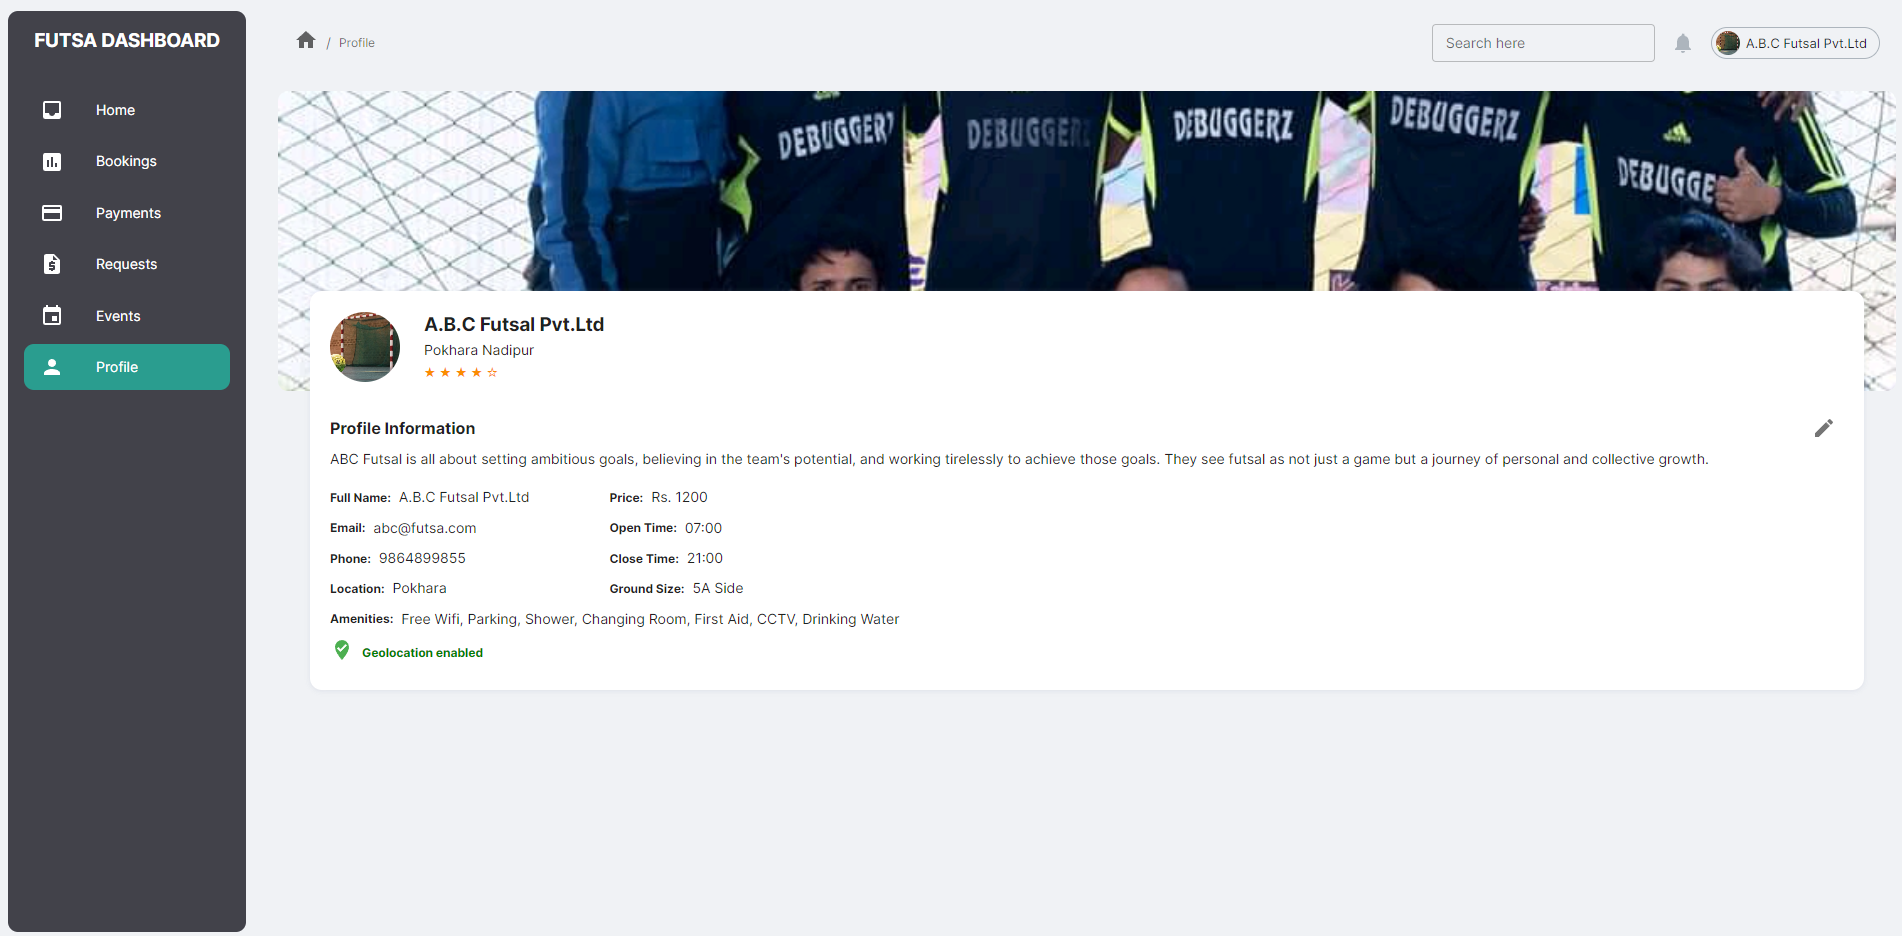 FUTSA DASHBOARD
Home
Bookings
Payments
Requests
Events
Profile
/ Profile
Search here
A.B.C Futsal Pvt.Ltd
DEBUGGERZ
DEBUGGERZ
DEBUGGERZ
DEBUGGERZ
DEBUGGE
A.B.C Futsal Pvt.Ltd
Pokhara Nadipur
★ ★ ★ ★ ☆
Profile Information
ABC Futsal is all about setting ambitious goals, believing in the team's potential, and working tirelessly to achieve those goals. They see futsal as not just a game but a journey of personal and collective growth.
Full Name: A.B.C Futsal Pvt.Ltd
Price: Rs. 1200
Email: abc@futsa.com
Open Time: 07:00
Phone: 9864899855
Close Time: 21:00
Location: Pokhara
Ground Size: 5A Side
Amenities: Free Wifi, Parking, Shower, Changing Room, First Aid, CCTV, Drinking Water
Geolocation enabled